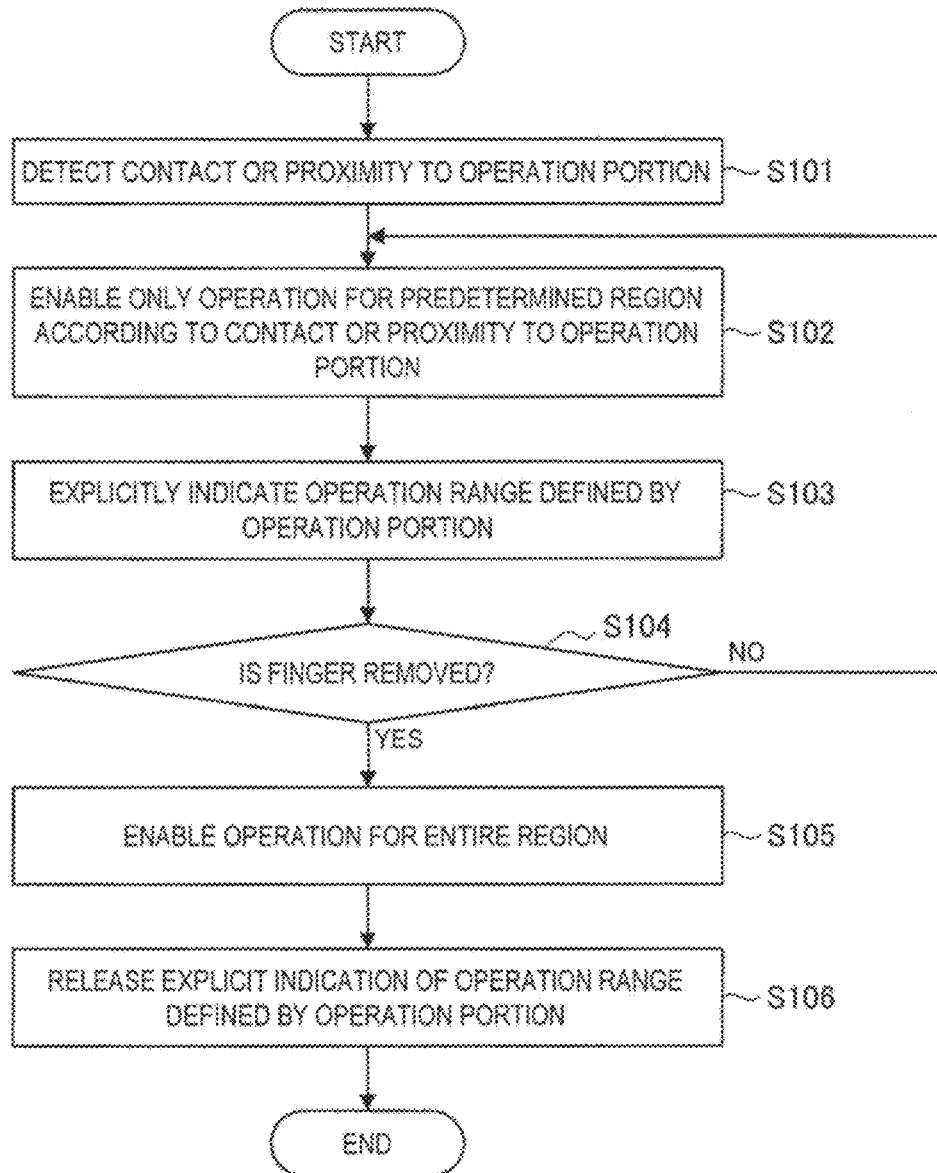 START
DETECT CONTACT OR PROXIMITY TO OPERATION PORTION
S101
ENABLE ONLY OPERATION FOR PREDETERMINED REGION
ACCORDING TO CONTACT OR PROXIMITY TO OPERATION
PORTION
S102
EXPLICITLY INDICATE OPERATION RANGE DEFINED BY
OPERATION PORTION
S103
S104
IS FINGER REMOVED?
NO
YES
ENABLE OPERATION FOR ENTIRE REGION
S105
RELEASE EXPLICIT INDICATION OF OPERATION RANGE
DEFINED BY OPERATION PORTION
S106
END